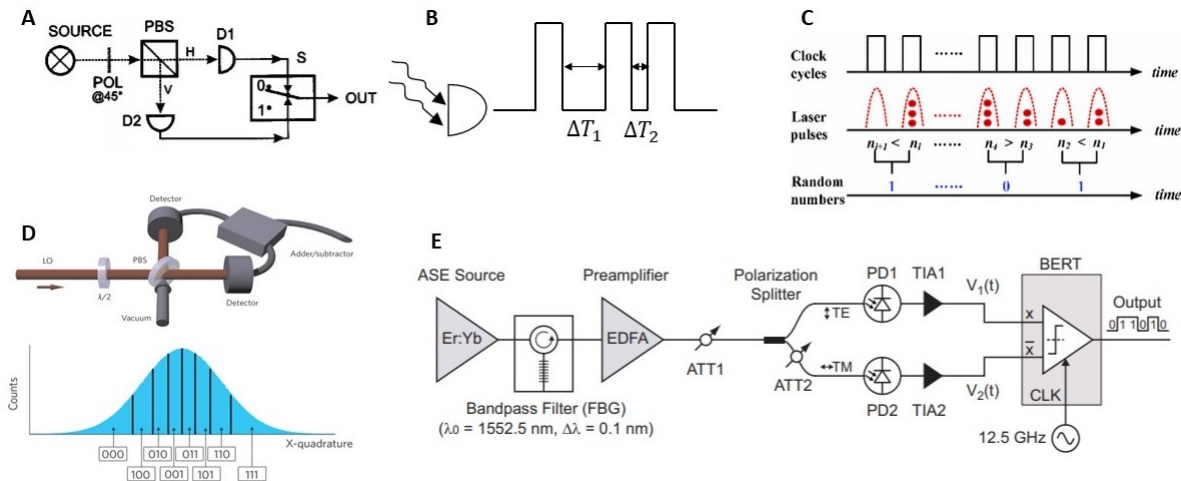 A
SOURCE
PBS
D1
H
S
POL
@45°
V
0
1
OUT
D2
B
ΔT₁
ΔT₂
C
Clock
cycles
......
time
Laser
pulses
......
time
nᵢ₊₁ < nᵢ ...... n₄ > n₃ n₂ < n₁
Random
numbers
1 ...... 0 1
time
D
Detector
LO
PBS
Adder/subtractor
λ/2
Detector
Vacuum
Counts
X-quadrature
000 010 011 110
100 001 101 111
E
ASE Source
Preamplifier
Polarization
Splitter
PD1
TIA1
V₁(t)
BERT
Output
Er:Yb
EDFA
ATT1
TE
x
0 1 1 0 1 0
ATT2
TM
x̄
Bandpass Filter (FBG)
(λ0 = 1552.5 nm, Δλ = 0.1 nm)
PD2
TIA2
V₂(t)
CLK
12.5 GHz